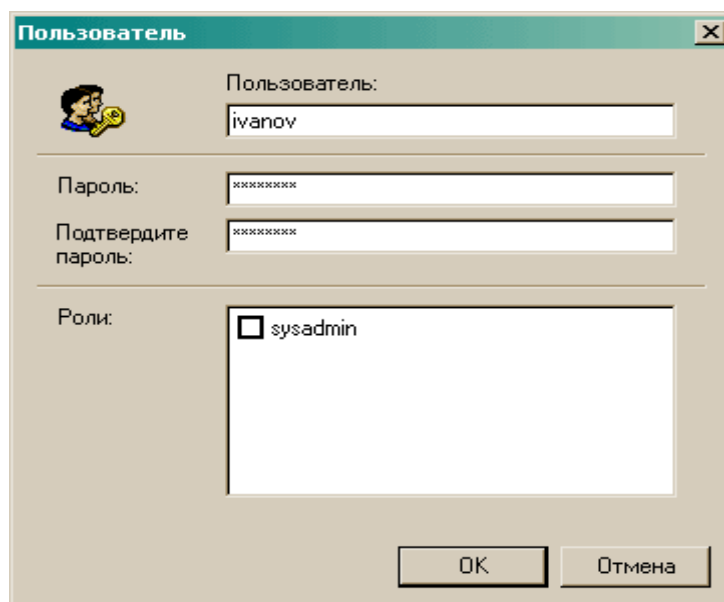 Пользователь
Пользователь:
ivanov
Пароль:
********
Подтвердите
пароль:
********
Роли:
sysadmin
OK
Отмена